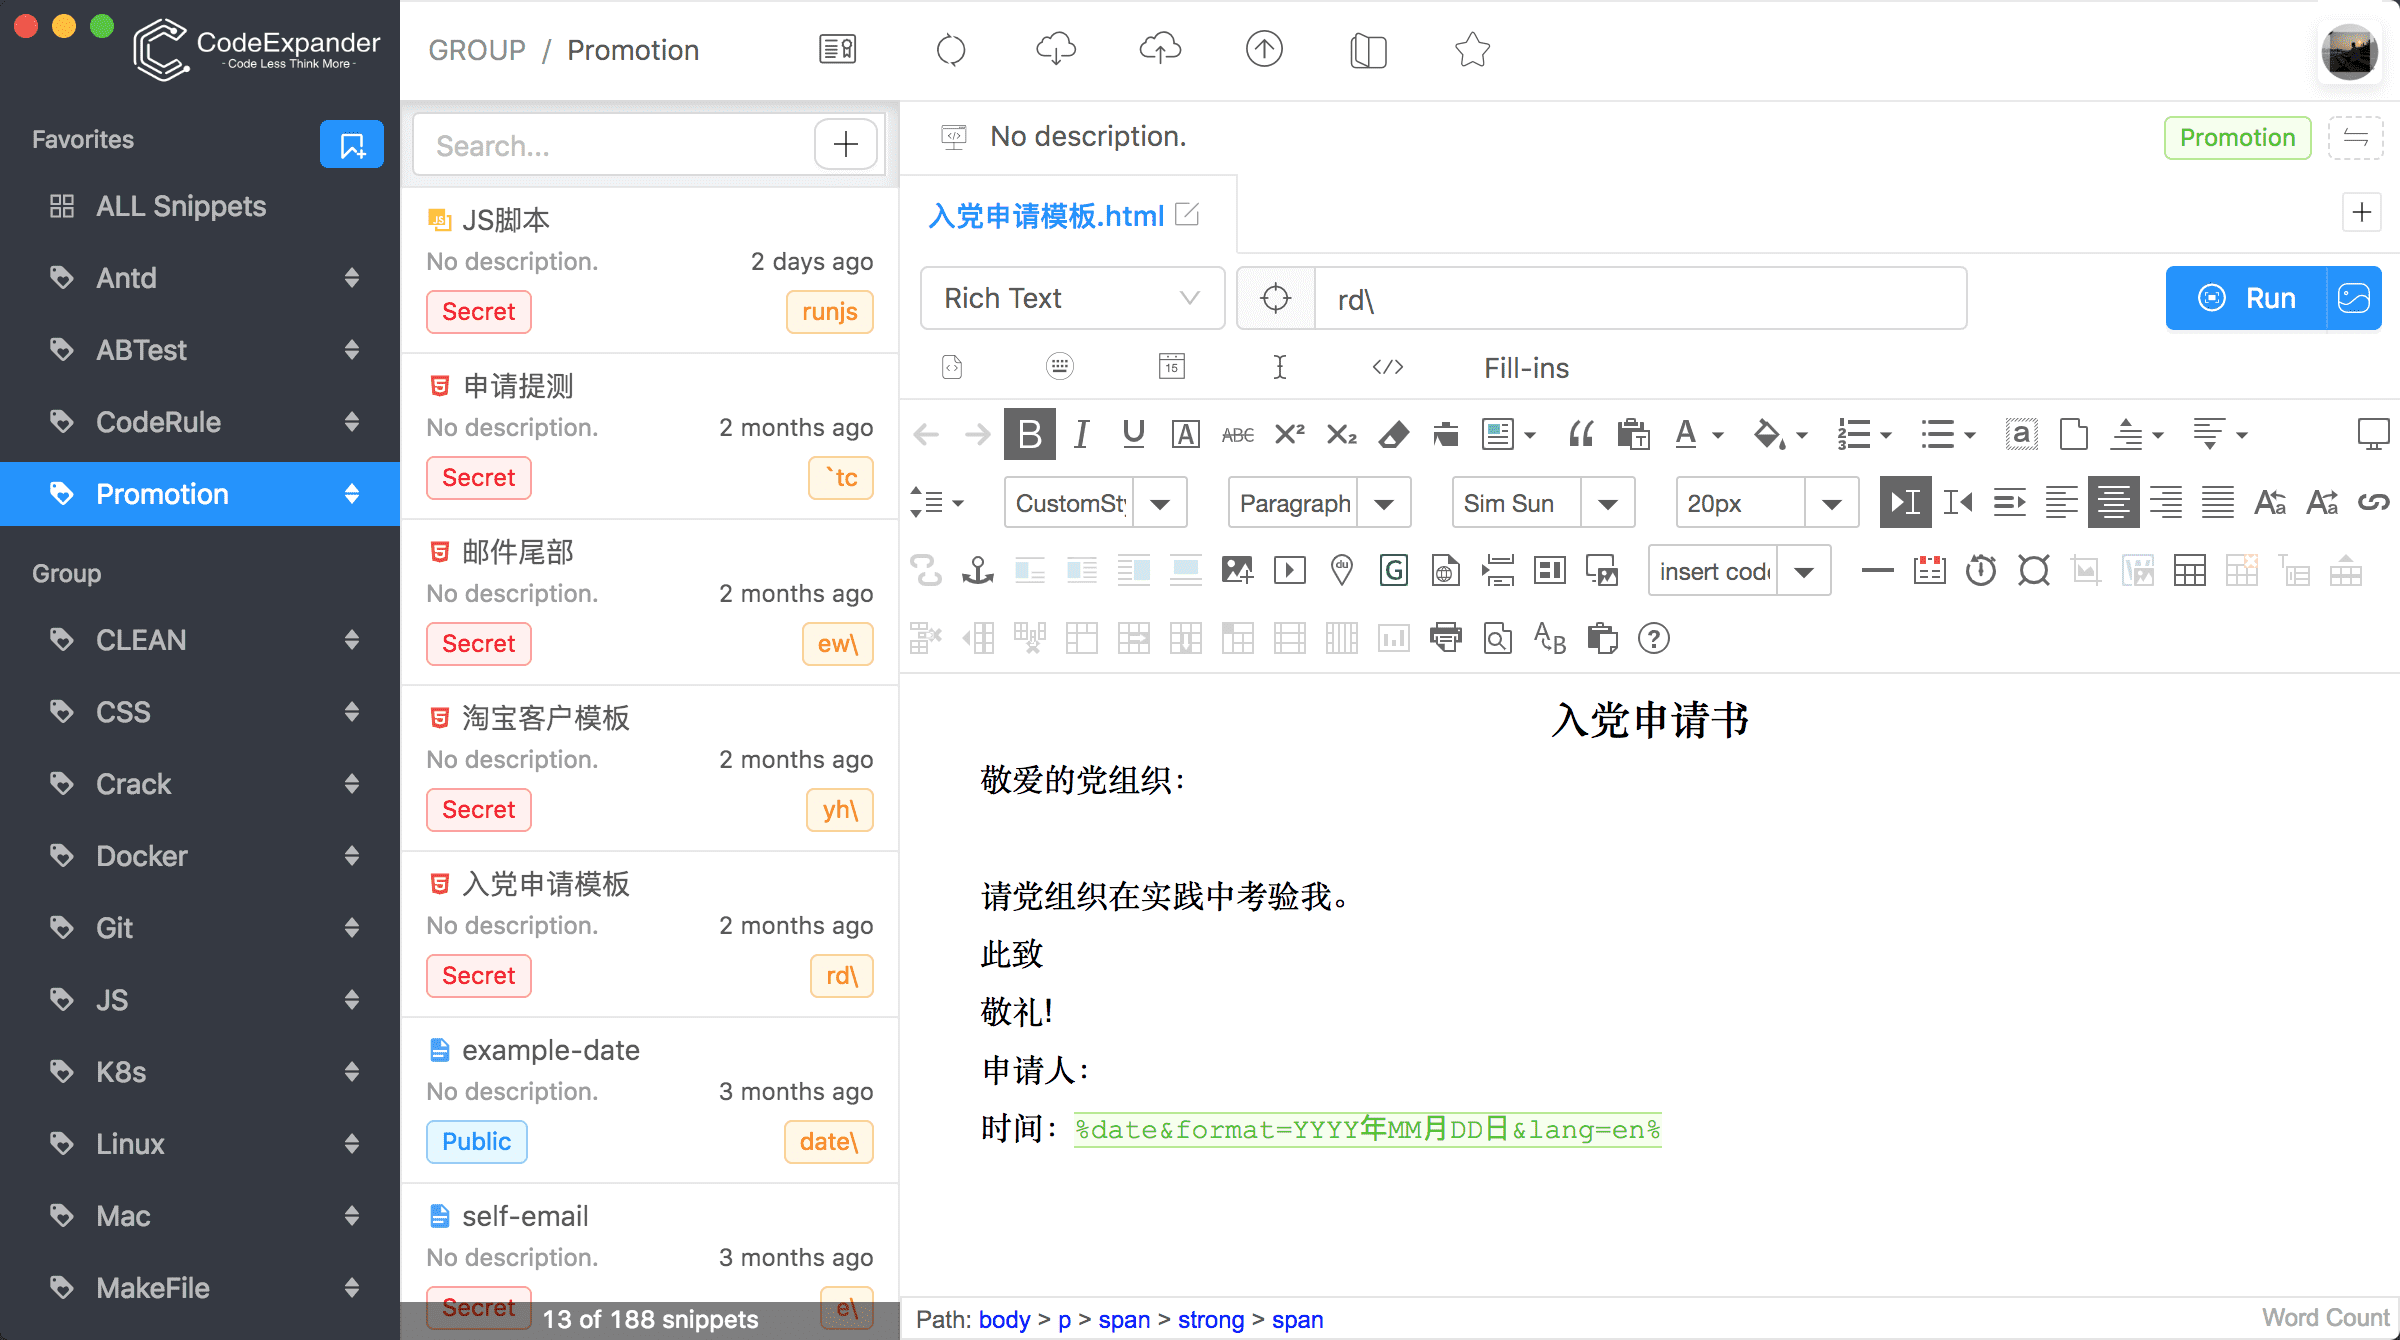 CodeExpander
- Code Less Think More -
Favorites
ALL Snippets
Antd
ABTest
CodeRule
Promotion
Group
CLEAN
CSS
Crack
Docker
Git
JS
K8s
Linux
Mac
MakeFile
GROUP / Promotion
Search...
JS脚本
No description. 2 days ago
Secret runjs
申请提测
No description. 2 months ago
Secret `tc
邮件尾部
No description. 2 months ago
Secret ew\
淘宝客户模板
No description. 2 months ago
Secret yh\
入党申请模板
No description. 2 months ago
Secret rd\
example-date
No description. 3 months ago
Public date\
self-email
No description. 3 months ago
Secret e\
13 of 188 snippets
No description. Promotion
入党申请模板.html
Rich Text rd\ Run
15 Fill-ins
CustomSty Paragraph Sim Sun 20px
insert code
入党申请书
敬爱的党组织：
请党组织在实践中考验我。
此致
敬礼!
申请人：
时间：%date&format=YYYY年MM月DD日&lang=en%
Path: body > p > span > strong > span Word Count